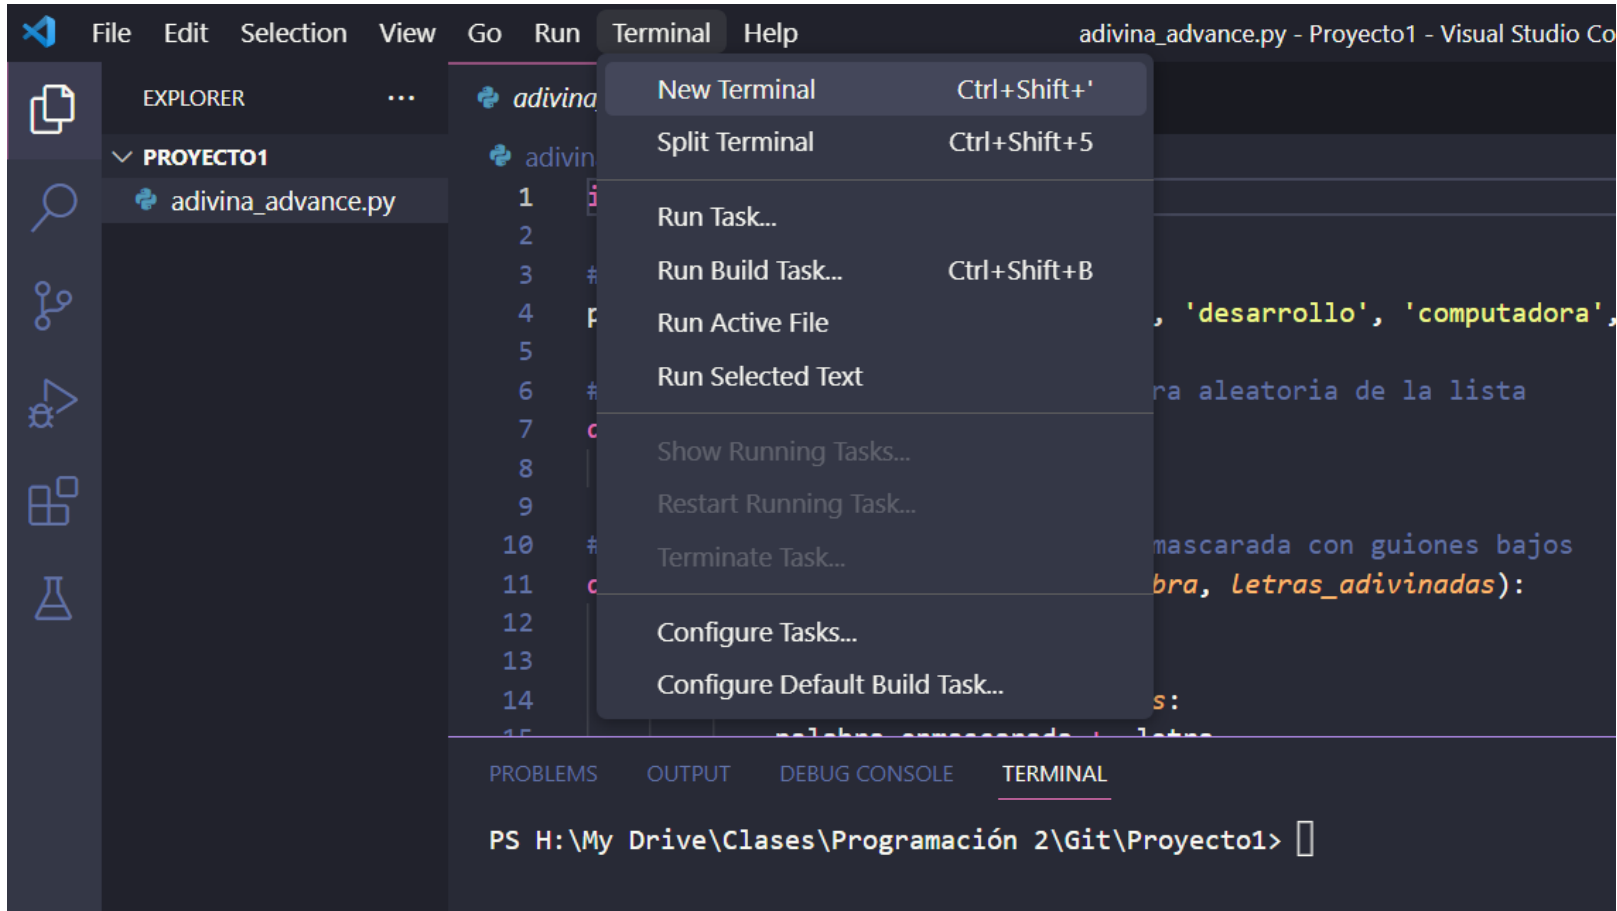 File Edit Selection View Go Run Terminal Help adivina_advance.py - Proyecto1 - Visual Studio Co
EXPLORER ...
PROYECTO1
adivina_advance.py
adivina_
adivin
New Terminal Ctrl+Shift+'
Split Terminal Ctrl+Shift+5
Run Task...
Run Build Task... Ctrl+Shift+B
Run Active File
Run Selected Text
Show Running Tasks...
Restart Running Task...
Terminate Task...
Configure Tasks...
Configure Default Build Task...
1 i
2
3 #
4 p , 'desarrollo', 'computadora',
5
6 # ra aleatoria de la lista
7 d
8
9
10 # mascarada con guiones bajos
11 d bra, letras_adivinadas):
12
13
14 s:
15
PROBLEMS OUTPUT DEBUG CONSOLE TERMINAL
PS H:\My Drive\Clases\Programación 2\Git\Proyecto1>